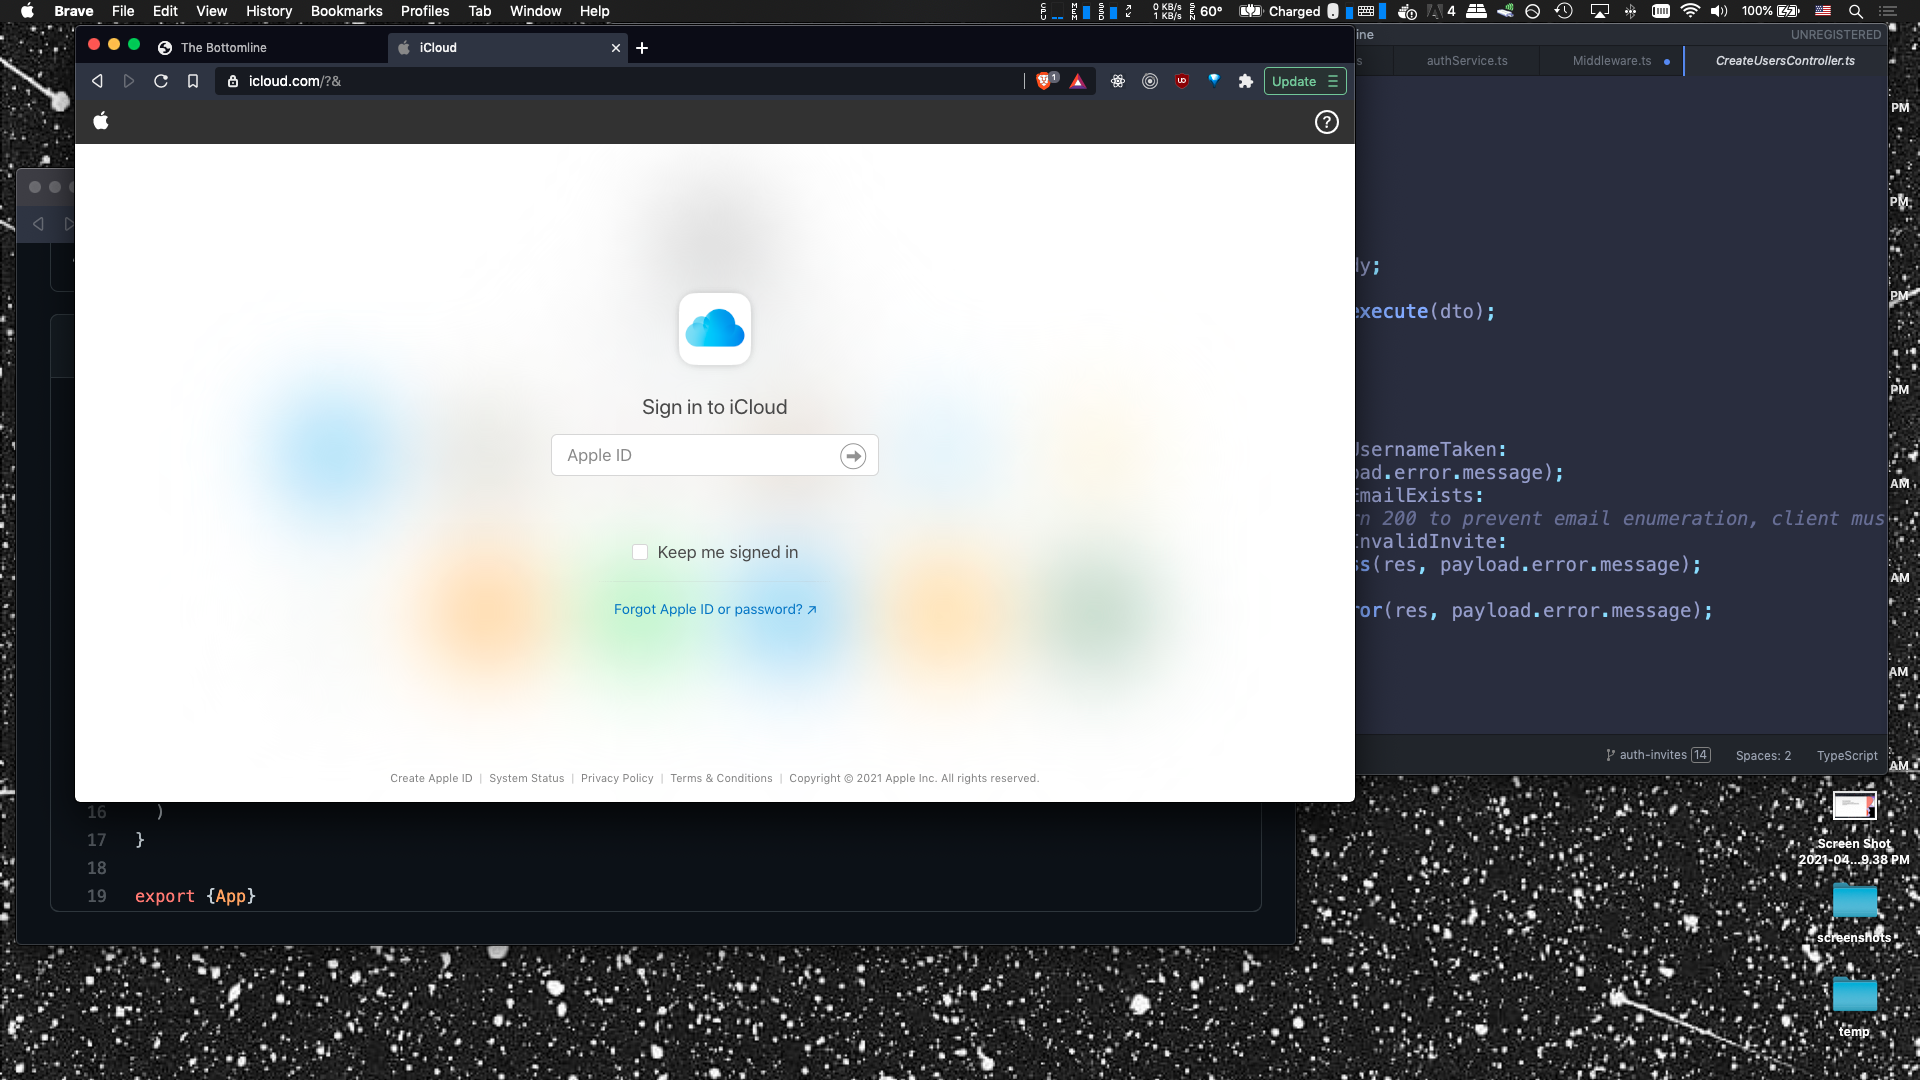 Brave File Edit View History Bookmarks Profiles Tab Window Help
0 KB/s
1 KB/s
60° Charged 4 100%
The Bottomline
iCloud
icloud.com/?&
Update
ine
UNREGISTERED
authService.ts
Middleware.ts
CreateUsersController.ts
Sign in to iCloud
Apple ID
Keep me signed in
Forgot Apple ID or password? ↗
Create Apple ID | System Status | Privacy Policy | Terms & Conditions | Copyright © 2021 Apple Inc. All rights reserved.
y;
execute(dto);
UsernameTaken:
ad.error.message);
EmailExists:
rn 200 to prevent email enumeration, client mus
InvalidInvite:
ss(res, payload.error.message);
or(res, payload.error.message);
auth-invites 14 Spaces: 2 TypeScript
PM
PM
PM
PM
AM
AM
AM
AM
16 )
17 }
18
19 export {App}
Screen Shot
2021-04...9.38 PM
screenshots
temp